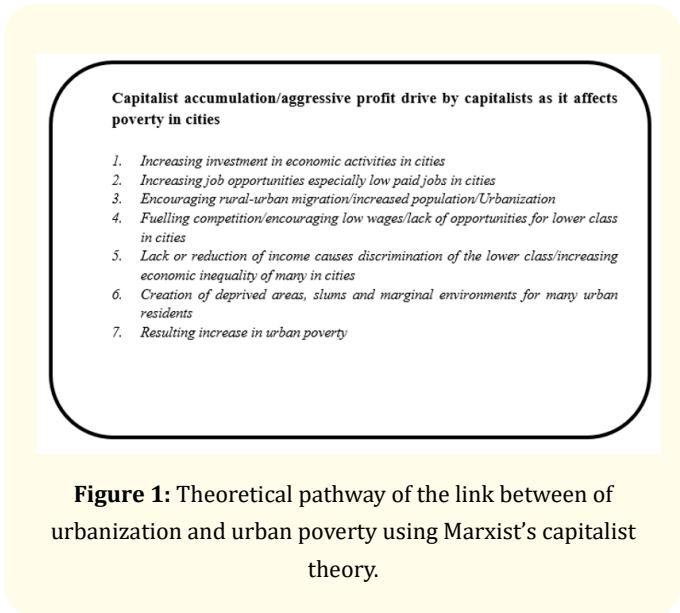 Capitalist accumulation/aggressive profit drive by capitalists as it affects
poverty in cities
1. Increasing investment in economic activities in cities
2. Increasing job opportunities especially low paid jobs in cities
3. Encouraging rural-urban migration/increased population/Urbanization
4. Fuelling competition/encouraging low wages/lack of opportunities for lower class
in cities
5. Lack or reduction of income causes discrimination of the lower class/increasing
economic inequality of many in cities
6. Creation of deprived areas, slums and marginal environments for many urban
residents
7. Resulting increase in urban poverty
Figure 1: Theoretical pathway of the link between of
urbanization and urban poverty using Marxist’s capitalist
theory.